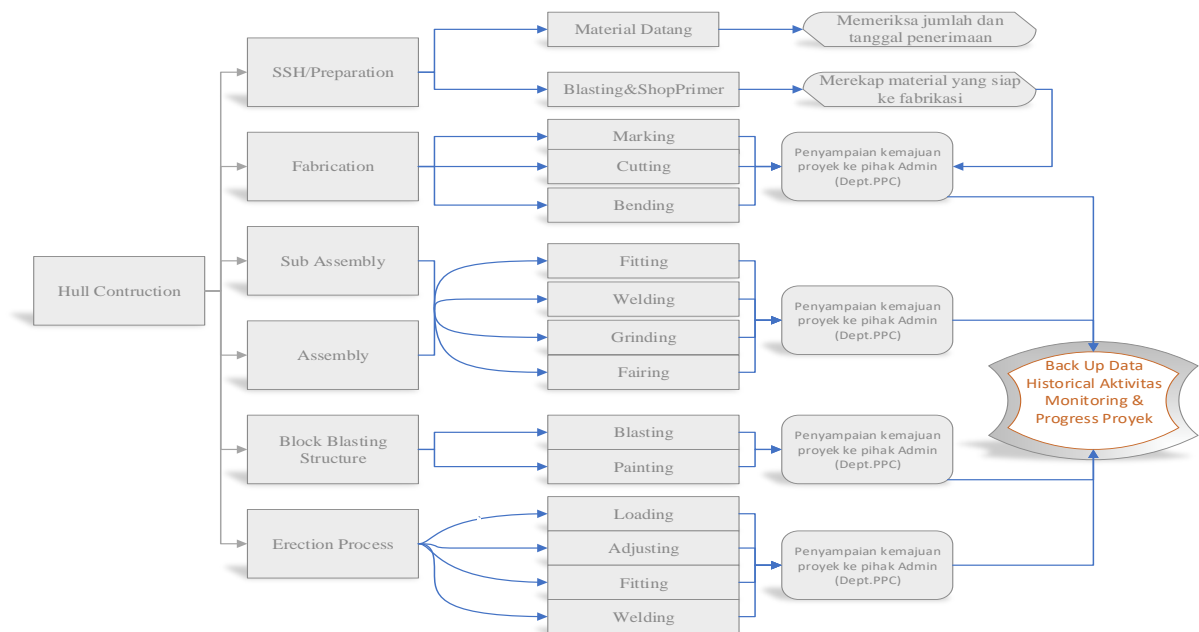 Material Datang
Memeriksa jumlah dan
tanggal penerimaan
SSH/Preparation
Blasting&ShopPrimer
Merekap material yang siap
ke fabrikasi
Marking
Fabrication
Cutting
Penyampaian kemajuan
proyek ke pihak Admin
(Dept.PPC)
Bending
Sub Assembly
Fitting
Hull Contruction
Welding
Penyampaian kemajuan
proyek ke pihak Admin
(Dept.PPC)
Grinding
Assembly
Fairing
Back Up Data
Historical Aktivitas
Monitoring &
Progress Proyek
Block Blasting
Structure
Blasting
Painting
Penyampaian kemajuan
proyek ke pihak Admin
(Dept.PPC)
Loading
Erection Process
Adjusting
Penyampaian kemajuan
proyek ke pihak Admin
(Dept.PPC)
Fitting
Welding